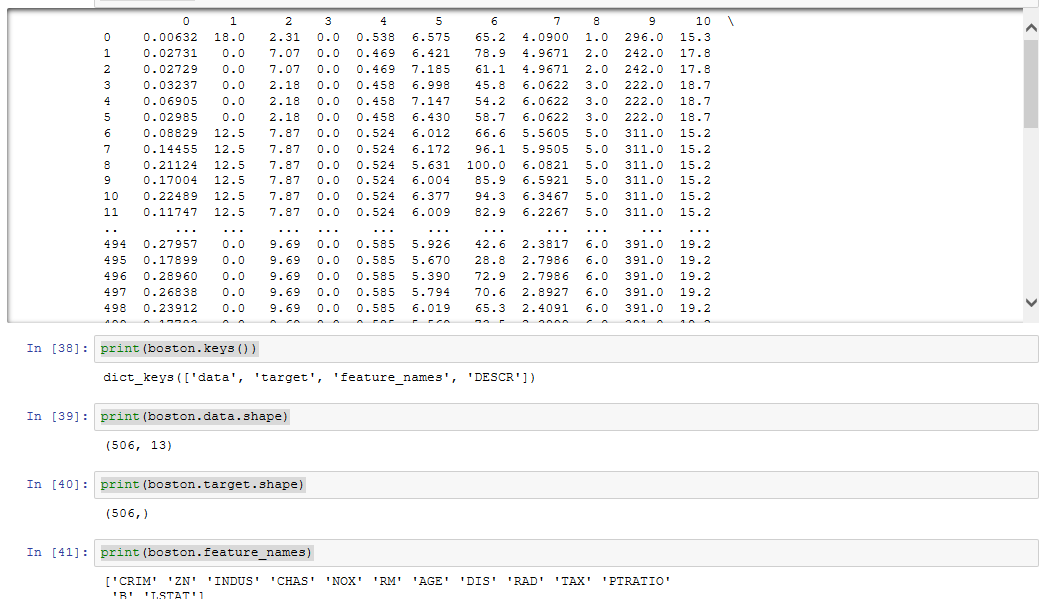 0 1 2 3 4 5 6 7 8 9 10 \
0 0.00632 18.0 2.31 0.0 0.538 6.575 65.2 4.0900 1.0 296.0 15.3
1 0.02731 0.0 7.07 0.0 0.469 6.421 78.9 4.9671 2.0 242.0 17.8
2 0.02729 0.0 7.07 0.0 0.469 7.185 61.1 4.9671 2.0 242.0 17.8
3 0.03237 0.0 2.18 0.0 0.458 6.998 45.8 6.0622 3.0 222.0 18.7
4 0.06905 0.0 2.18 0.0 0.458 7.147 54.2 6.0622 3.0 222.0 18.7
5 0.02985 0.0 2.18 0.0 0.458 6.430 58.7 6.0622 3.0 222.0 18.7
6 0.08829 12.5 7.87 0.0 0.524 6.012 66.6 5.5605 5.0 311.0 15.2
7 0.14455 12.5 7.87 0.0 0.524 6.172 96.1 5.9505 5.0 311.0 15.2
8 0.21124 12.5 7.87 0.0 0.524 5.631 100.0 6.0821 5.0 311.0 15.2
9 0.17004 12.5 7.87 0.0 0.524 6.004 85.9 6.5921 5.0 311.0 15.2
10 0.22489 12.5 7.87 0.0 0.524 6.377 94.3 6.3467 5.0 311.0 15.2
11 0.11747 12.5 7.87 0.0 0.524 6.009 82.9 6.2267 5.0 311.0 15.2
.. ... ... ... ... ... ... ... ... ... ... ...
494 0.27957 0.0 9.69 0.0 0.585 5.926 42.6 2.3817 6.0 391.0 19.2
495 0.17899 0.0 9.69 0.0 0.585 5.670 28.8 2.7986 6.0 391.0 19.2
496 0.28960 0.0 9.69 0.0 0.585 5.390 72.9 2.7986 6.0 391.0 19.2
497 0.26838 0.0 9.69 0.0 0.585 5.794 70.6 2.8927 6.0 391.0 19.2
498 0.23912 0.0 9.69 0.0 0.585 6.019 65.3 2.4091 6.0 391.0 19.2
In [38]: print(boston.keys())
dict_keys(['data', 'target', 'feature_names', 'DESCR'])
In [39]: print(boston.data.shape)
(506, 13)
In [40]: print(boston.target.shape)
(506,)
In [41]: print(boston.feature_names)
['CRIM' 'ZN' 'INDUS' 'CHAS' 'NOX' 'RM' 'AGE' 'DIS' 'RAD' 'TAX' 'PTRATIO'
'B' 'LSTAT']